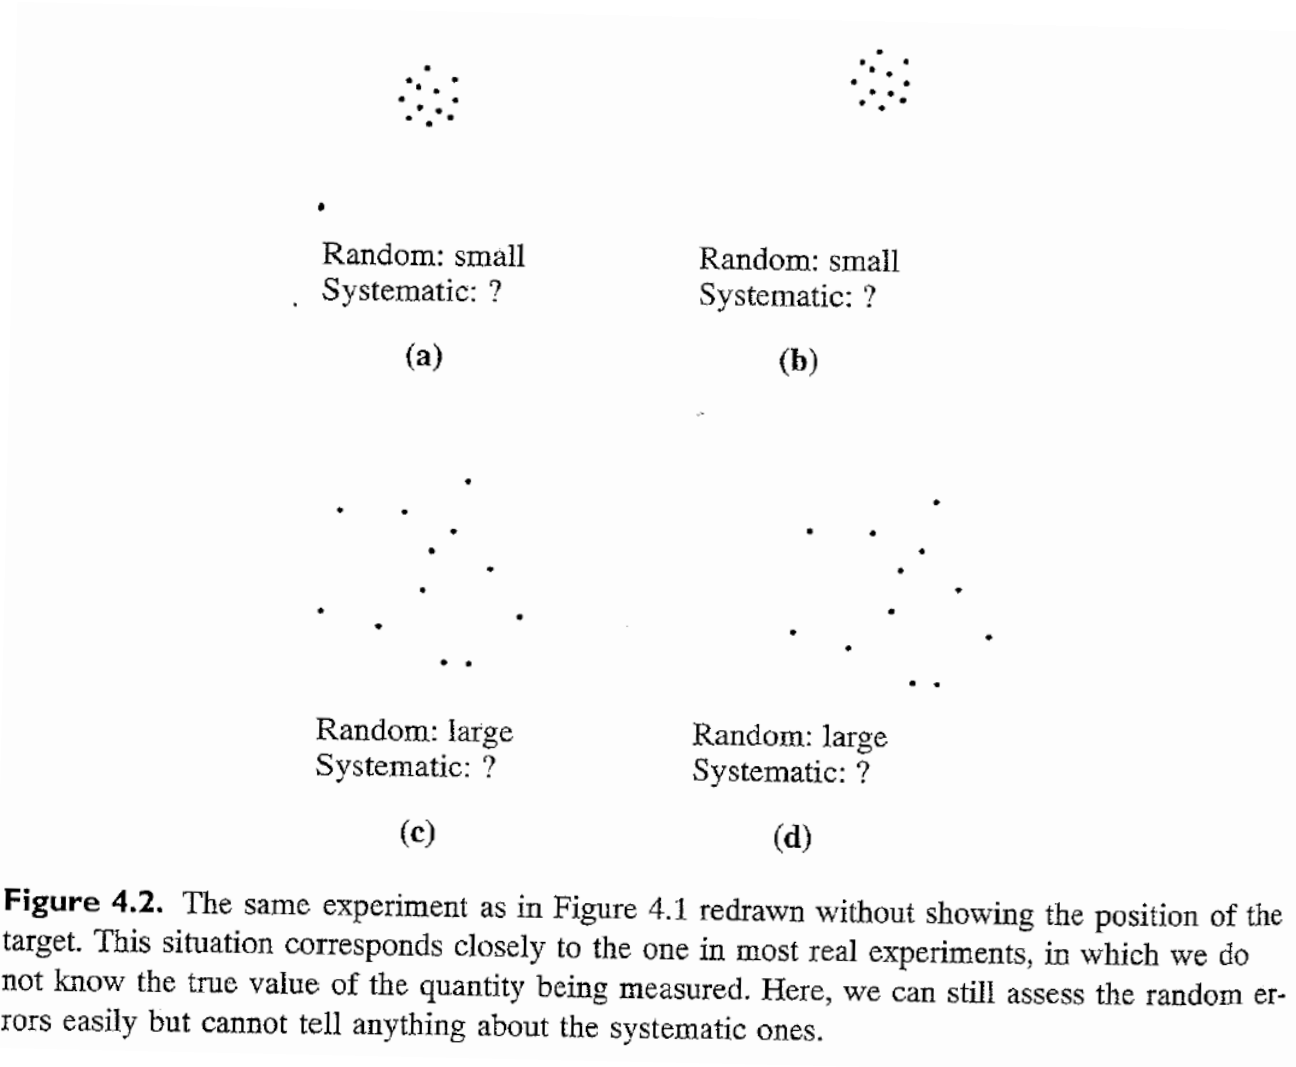 Random: small
Systematic: ?
(a)
Random: small
Systematic: ?
(b)
Random: large
Systematic: ?
(c)
Random: large
Systematic: ?
(d)
Figure 4.2. The same experiment as in Figure 4.1 redrawn without showing the position of the
target. This situation corresponds closely to the one in most real experiments, in which we do
not know the true value of the quantity being measured. Here, we can still assess the random er-
rors easily but cannot tell anything about the systematic ones.